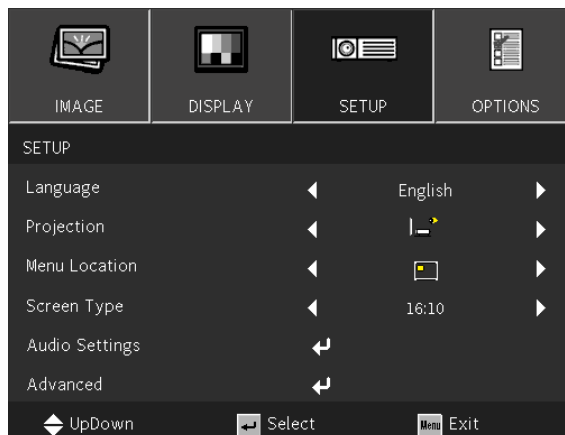 IMAGE DISPLAY SETUP OPTIONS
SETUP
Language English
Projection
Menu Location
Screen Type 16:10
Audio Settings
Advanced
UpDown Select Menu Exit